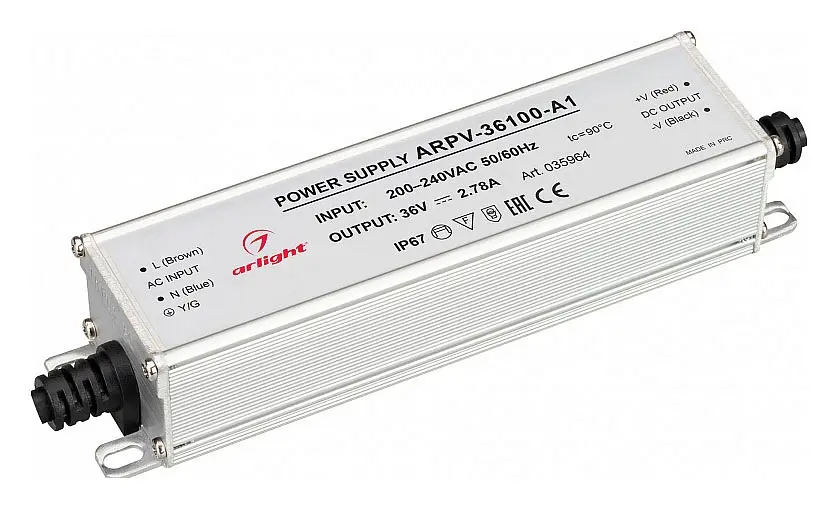 POWER SUPPLY ARPV-36100-A1
INPUT: 200–240VAC 50/60Hz tc=90°C
OUTPUT: 36V ⎓ 2.78A Art. 035964
IP67 F EAC CE
arlight
L (Brown)
AC INPUT
N (Blue)
Y/G
+V (Red)
DC OUTPUT
-V (Black)
MADE IN PRC